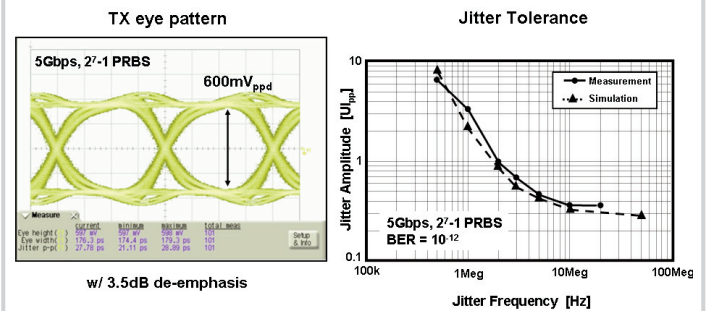 TX eye pattern
5Gbps, 2⁷-1 PRBS
600mVppd
Measure
current minimum maximum total meas
Eye height( ) 597 mV 597 mV 598 mV 101
Eye width( ) 176.3 ps 174.4 ps 179.3 ps 101
Jitter p-p( ) 27.78 ps 21.11 ps 28.89 ps 101
Setup
& Info
w/ 3.5dB de-emphasis
Jitter Tolerance
Jitter Amplitude [UIpp]
10
1
0.1
Measurement
Simulation
5Gbps, 2⁷-1 PRBS
BER = 10⁻¹²
100k 1Meg 10Meg 100Meg
Jitter Frequency [Hz]